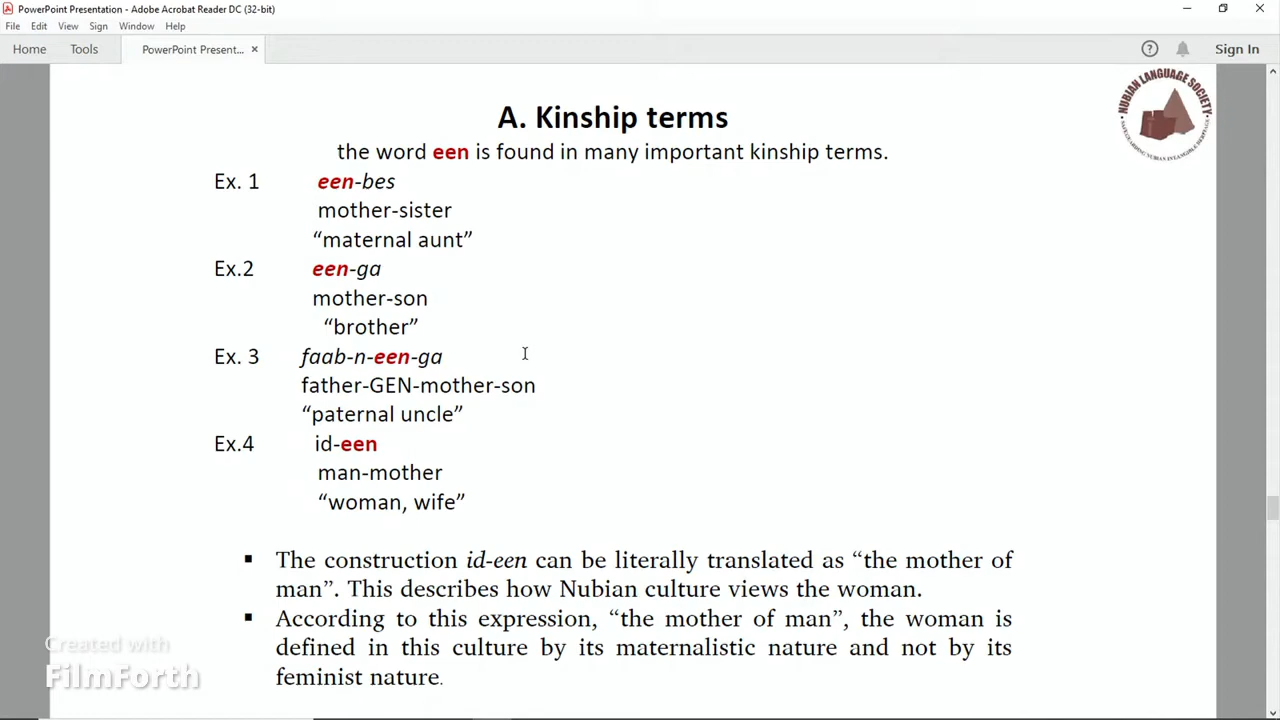 PowerPoint Presentation - Adobe Acrobat Reader DC (32-bit)
File Edit View Sign Window Help
Home Tools PowerPoint Present... × Sign In
NUBIAN LANGUAGE SOCIETY
A. Kinship terms
the word een is found in many important kinship terms.
Ex. 1 een-bes
mother-sister
“maternal aunt”
Ex.2 een-ga
mother-son
“brother”
Ex. 3 faab-n-een-ga
father-GEN-mother-son
“paternal uncle”
Ex.4 id-een
man-mother
“woman, wife”
▪ The construction id-een can be literally translated as “the mother of
man”. This describes how Nubian culture views the woman.
▪ According to this expression, “the mother of man”, the woman is
defined in this culture by its maternalistic nature and not by its
feminist nature.
Created with
FilmForth